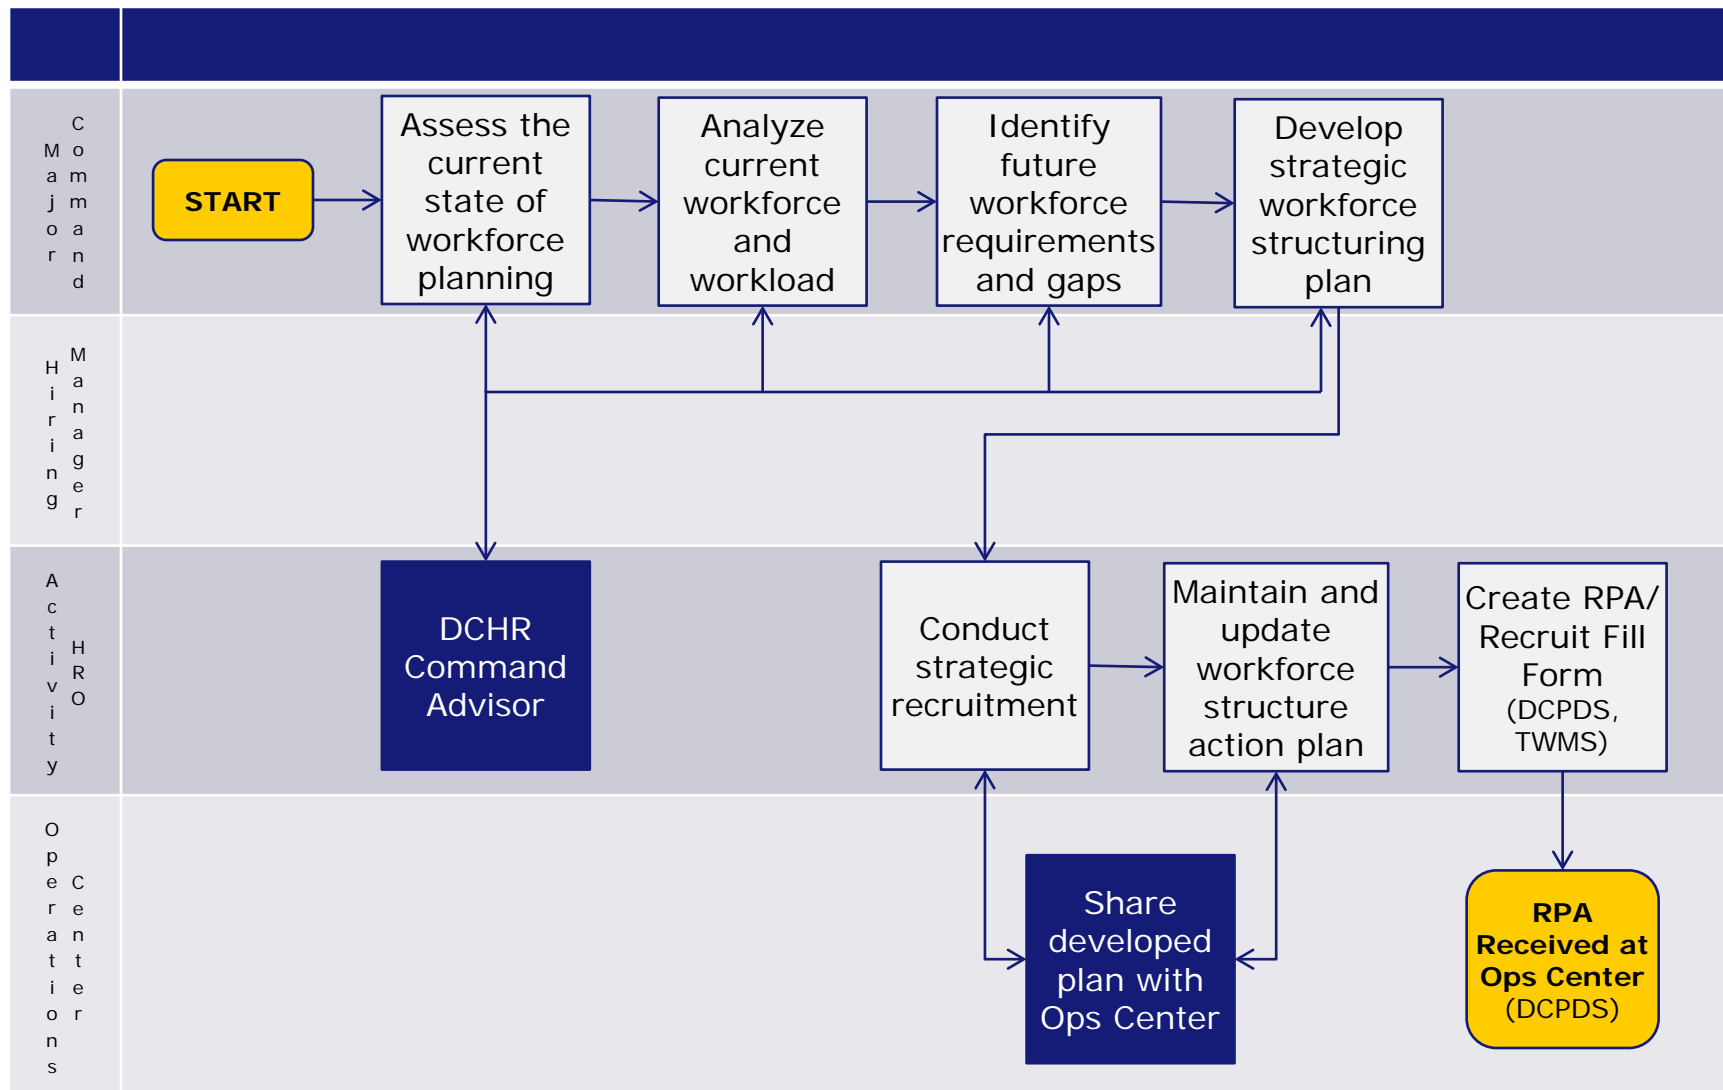 Major
Command
START
Assess the
current
state of
workforce
planning
Analyze
current
workforce
and
workload
Identify
future
workforce
requirements
and gaps
Develop
strategic
workforce
structuring
plan
Hiring
Manager
Activity
HRO
DCHR
Command
Advisor
Conduct
strategic
recruitment
Maintain and
update
workforce
structure
action plan
Create RPA/
Recruit Fill
Form
(DCPDS,
TWMS)
Operations
Center
Share
developed
plan with
Ops Center
RPA
Received at
Ops Center
(DCPDS)